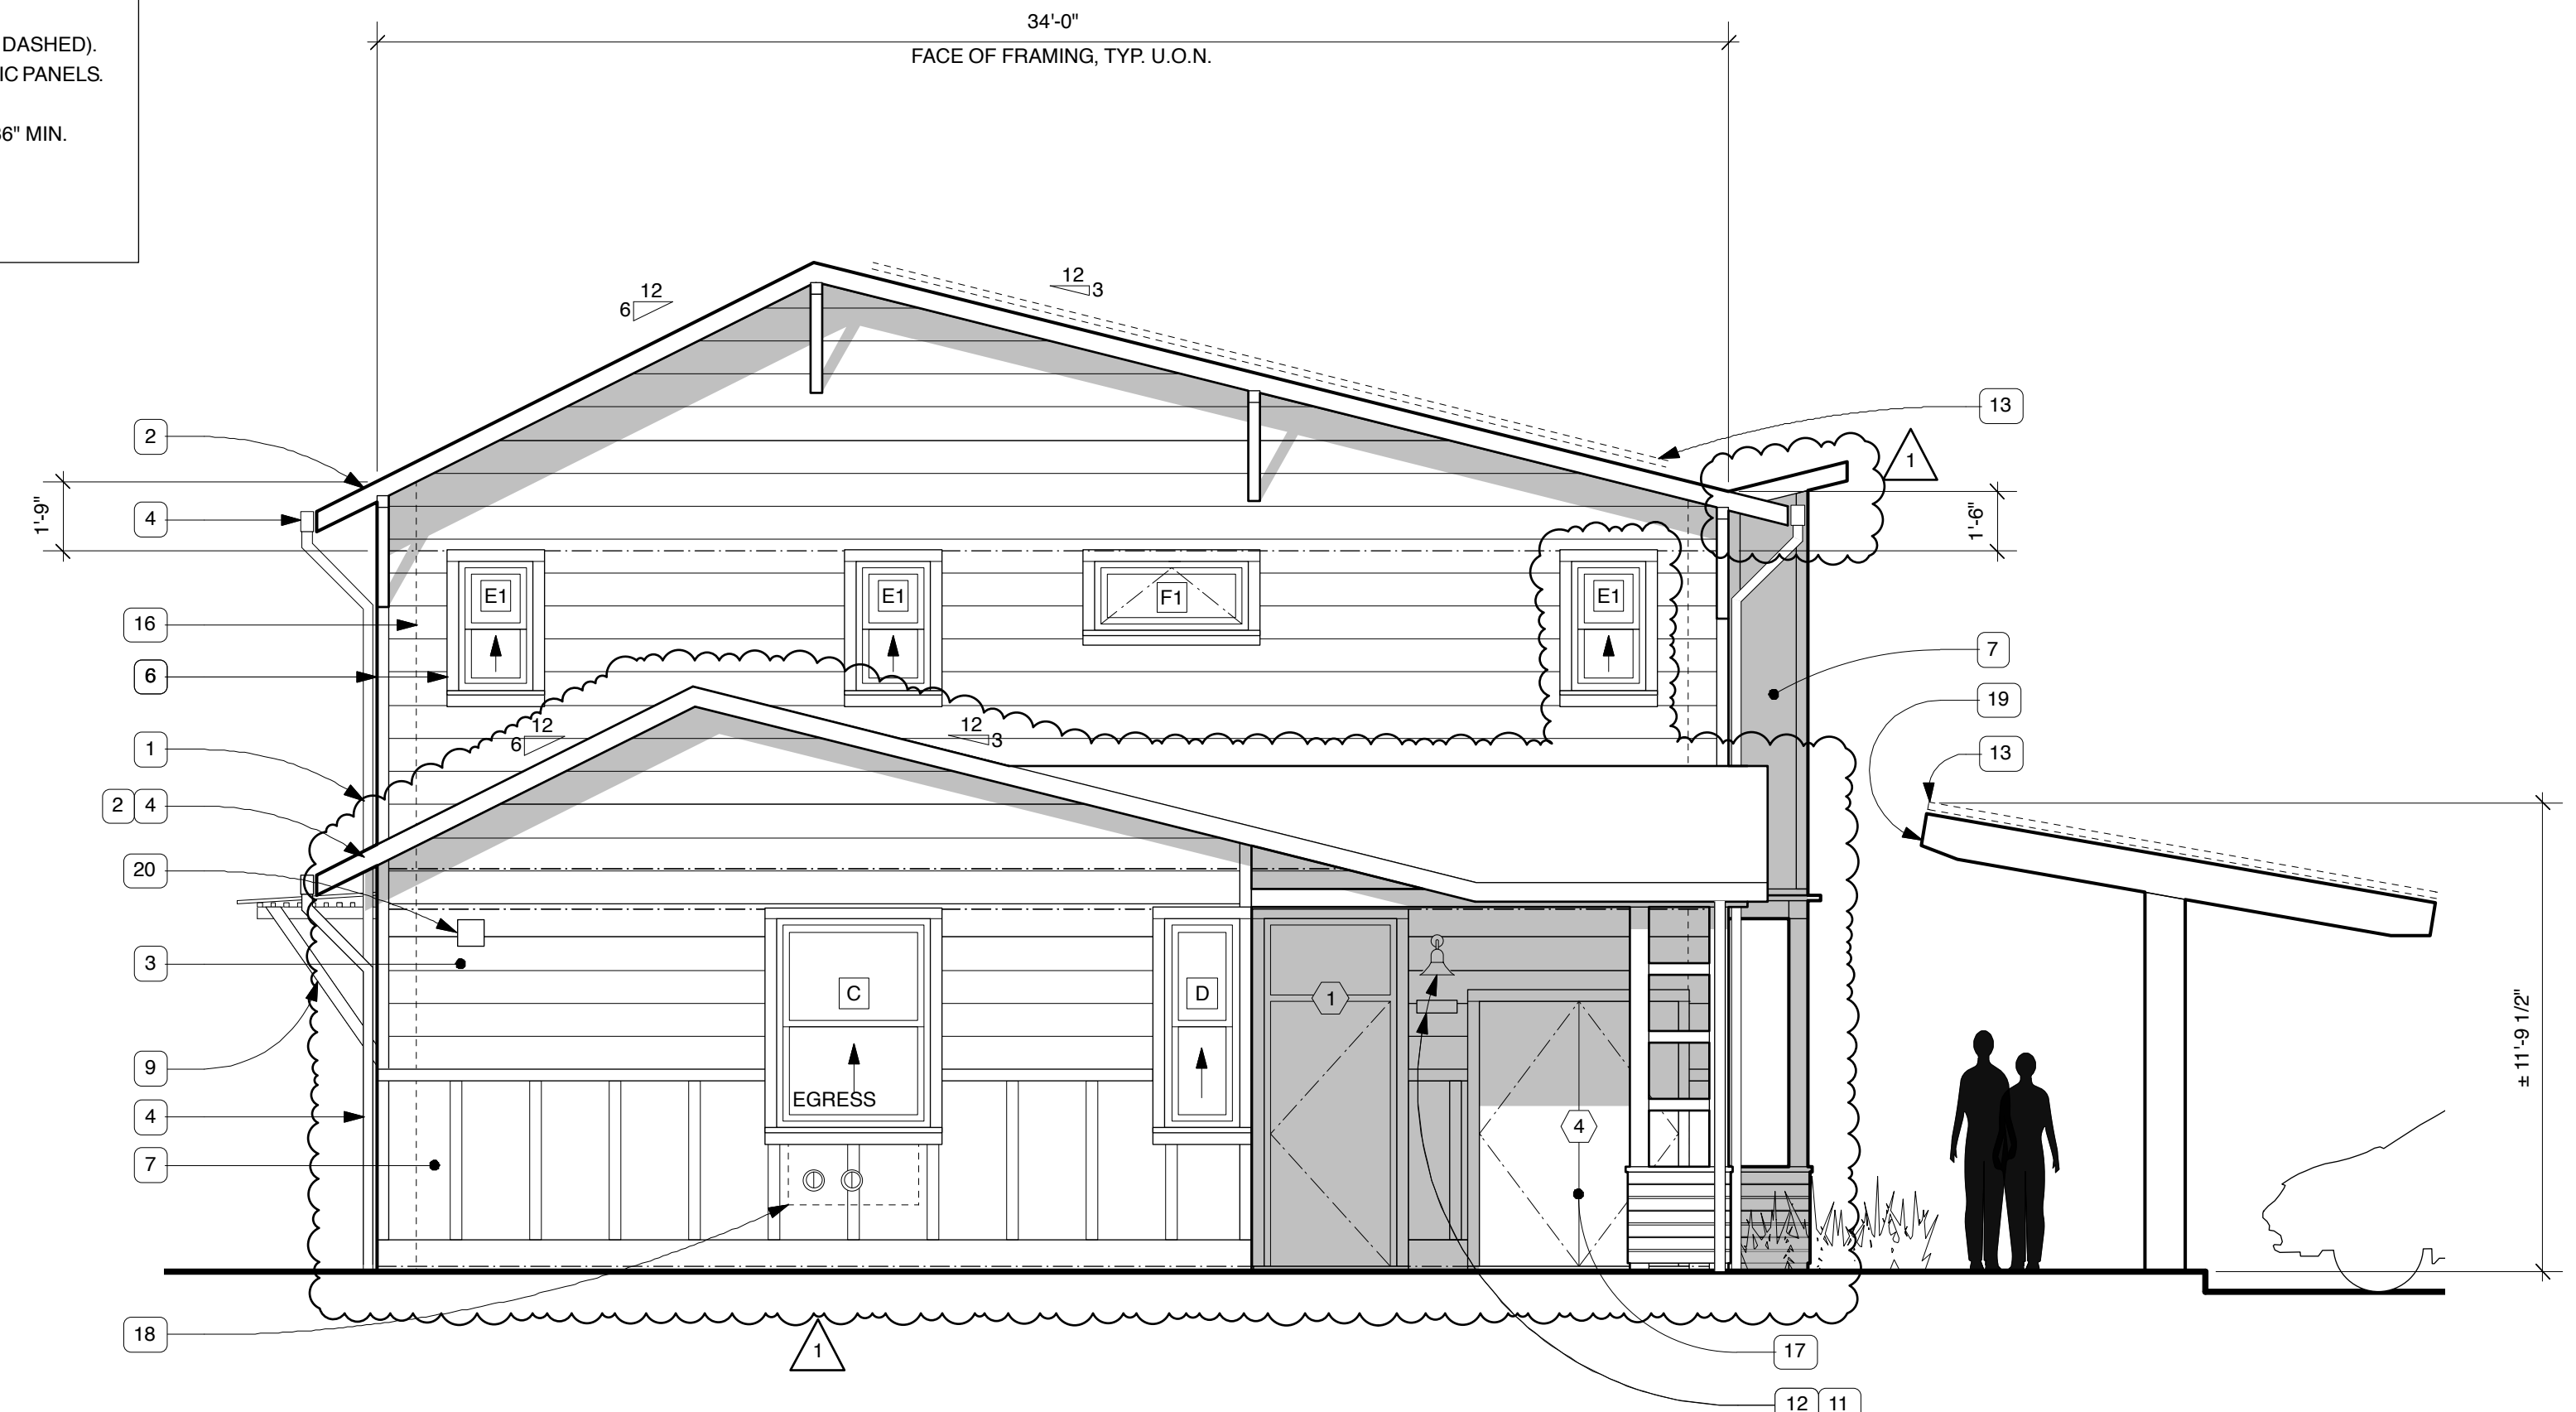 DASHED).
IC PANELS.
6" MIN.
34'-0"
FACE OF FRAMING, TYP. U.O.N.
12
6
12
3
2
13
1
1'-9"
4
1'-6"
E1
E1
F1
E1
16
6
7
19
1
12
6
12
3
13
2 4
20
3
C
D
1
± 11'-9 1/2"
9
EGRESS
4
4
7
18
1
17
12 11